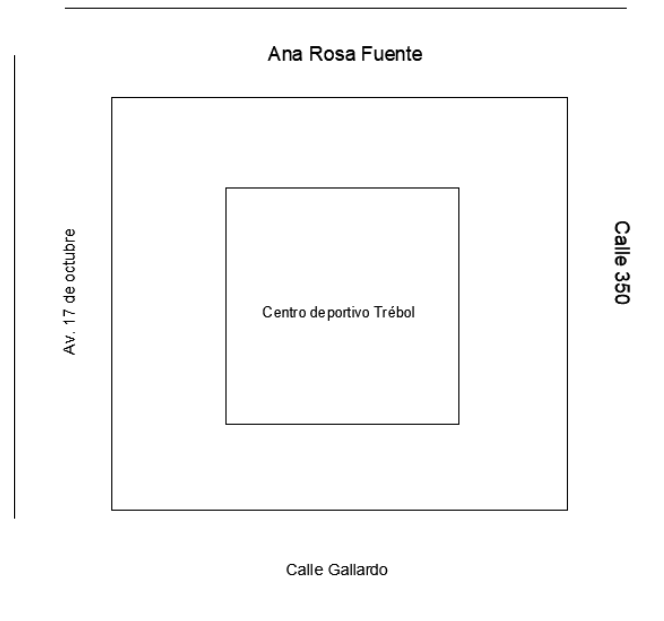 Ana Rosa Fuente
Av. 17 de octubre
Calle 350
Centro deportivo Trébol
Calle Gallardo